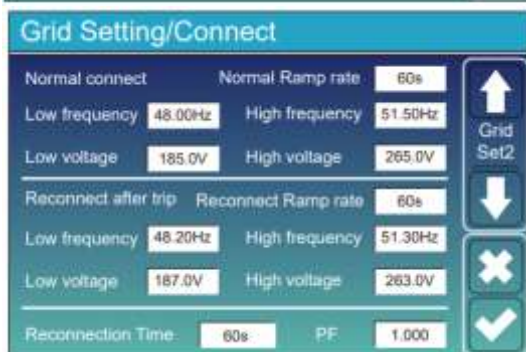 Grid Setting/Connect
Normal connect Normal Ramp rate 60s
Low frequency 48.00Hz High frequency 51.50Hz
Low voltage 185.0V High voltage 265.0V
Reconnect after trip Reconnect Ramp rate 60s
Low frequency 48.20Hz High frequency 51.30Hz
Low voltage 187.0V High voltage 263.0V
Reconnection Time 60s PF 1.000
Grid
Set2